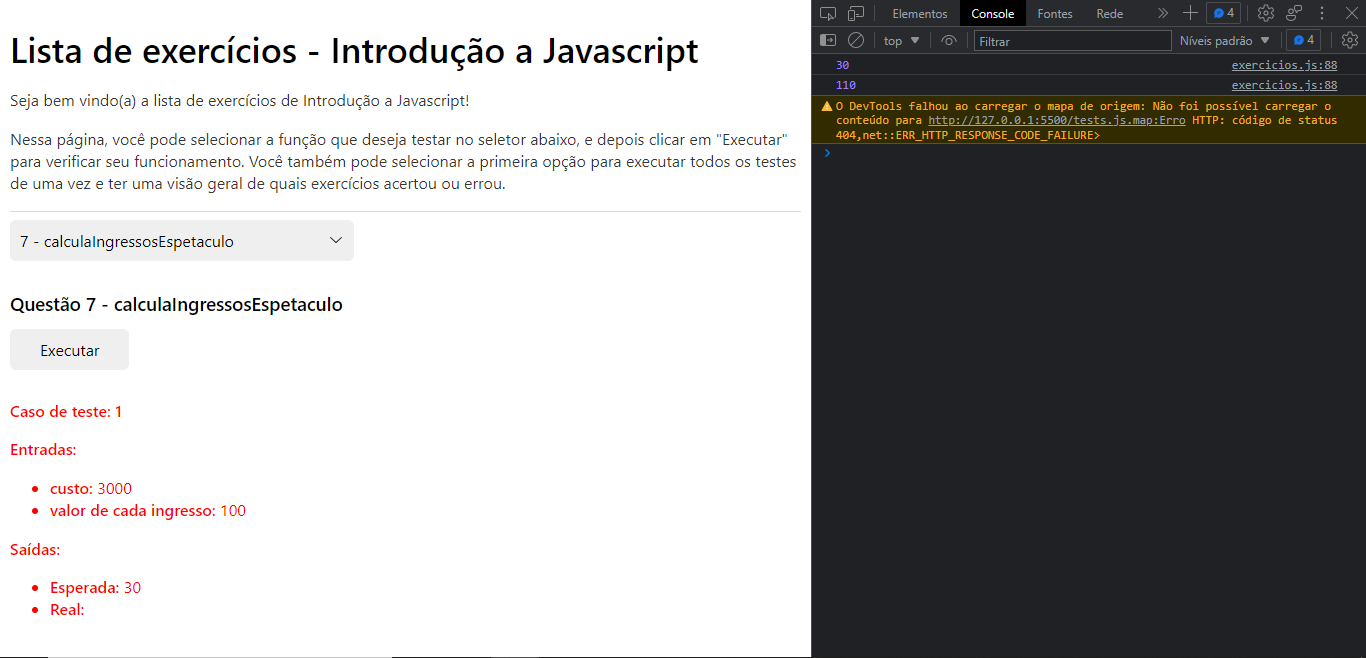 Lista de exercícios - Introdução a Javascript
Seja bem vindo(a) a lista de exercícios de Introdução a Javascript!
Nessa página, você pode selecionar a função que deseja testar no seletor abaixo, e depois clicar em "Executar"
para verificar seu funcionamento. Você também pode selecionar a primeira opção para executar todos os testes
de uma vez e ter uma visão geral de quais exercícios acertou ou errou.
7 - calculaIngressosEspetaculo
Questão 7 - calculaIngressosEspetaculo
Executar
Caso de teste: 1
Entradas:
custo: 3000
valor de cada ingresso: 100
Saídas:
Esperada: 30
Real:
Elementos Console Fontes Rede 4
top Filtrar Níveis padrão 4
30 exercicios.js:88
110 exercicios.js:88
O DevTools falhou ao carregar o mapa de origem: Não foi possível carregar o
conteúdo para http://127.0.0.1:5500/tests.js.map:Erro HTTP: código de status
404,net::ERR_HTTP_RESPONSE_CODE_FAILURE>